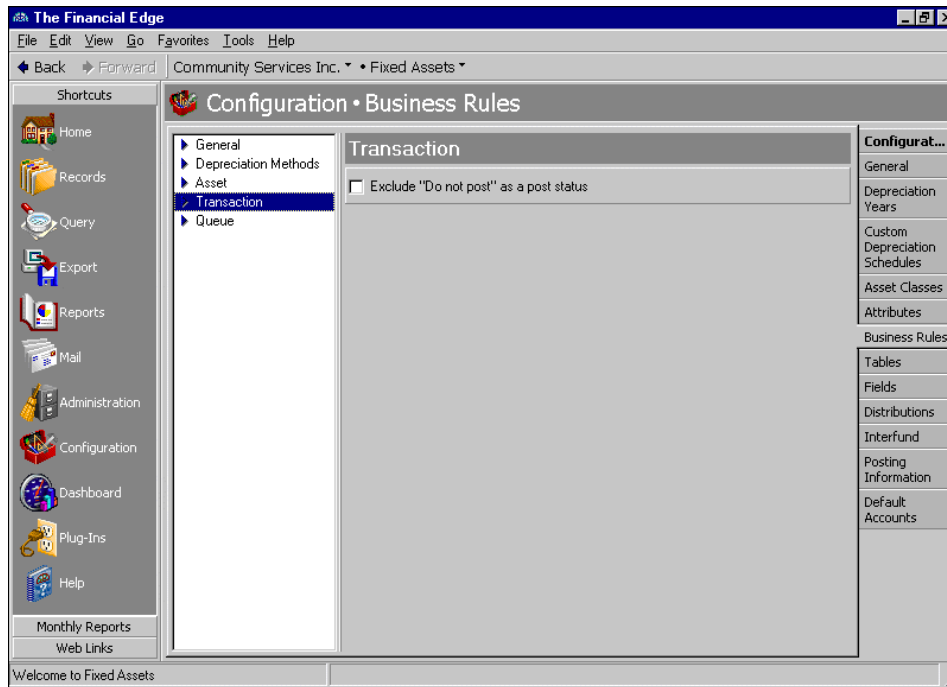 The Financial Edge
File Edit View Go Favorites Tools Help
Back Forward Community Services Inc. • Fixed Assets
Shortcuts
Home
Records
Query
Export
Reports
Mail
Administration
Configuration
Dashboard
Plug-Ins
Help
Monthly Reports
Web Links
Configuration • Business Rules
General
Depreciation Methods
Asset
Transaction
Queue
Transaction
Exclude "Do not post" as a post status
Configurat...
General
Depreciation
Years
Custom
Depreciation
Schedules
Asset Classes
Attributes
Business Rules
Tables
Fields
Distributions
Interfund
Posting
Information
Default
Accounts
Welcome to Fixed Assets